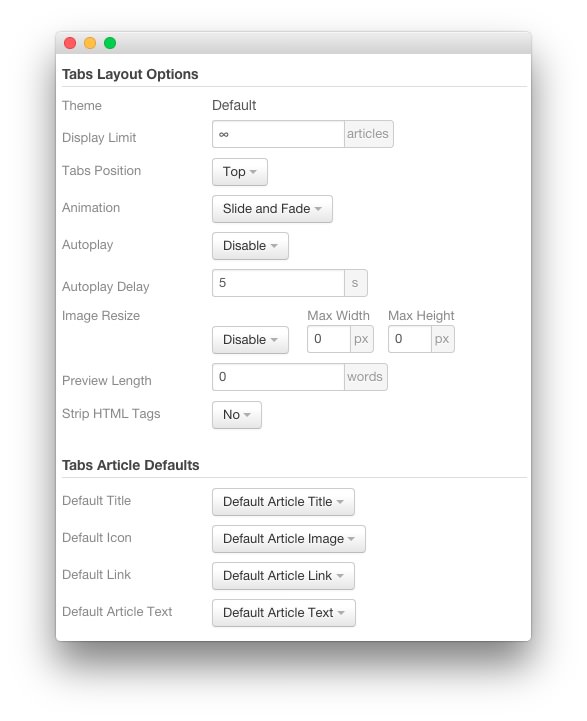 Tabs Layout Options
Theme Default
Display Limit ∞ articles
Tabs Position Top
Animation Slide and Fade
Autoplay Disable
Autoplay Delay 5 s
Image Resize Max Width Max Height
Disable 0 px 0 px
Preview Length 0 words
Strip HTML Tags No
Tabs Article Defaults
Default Title Default Article Title
Default Icon Default Article Image
Default Link Default Article Link
Default Article Text Default Article Text